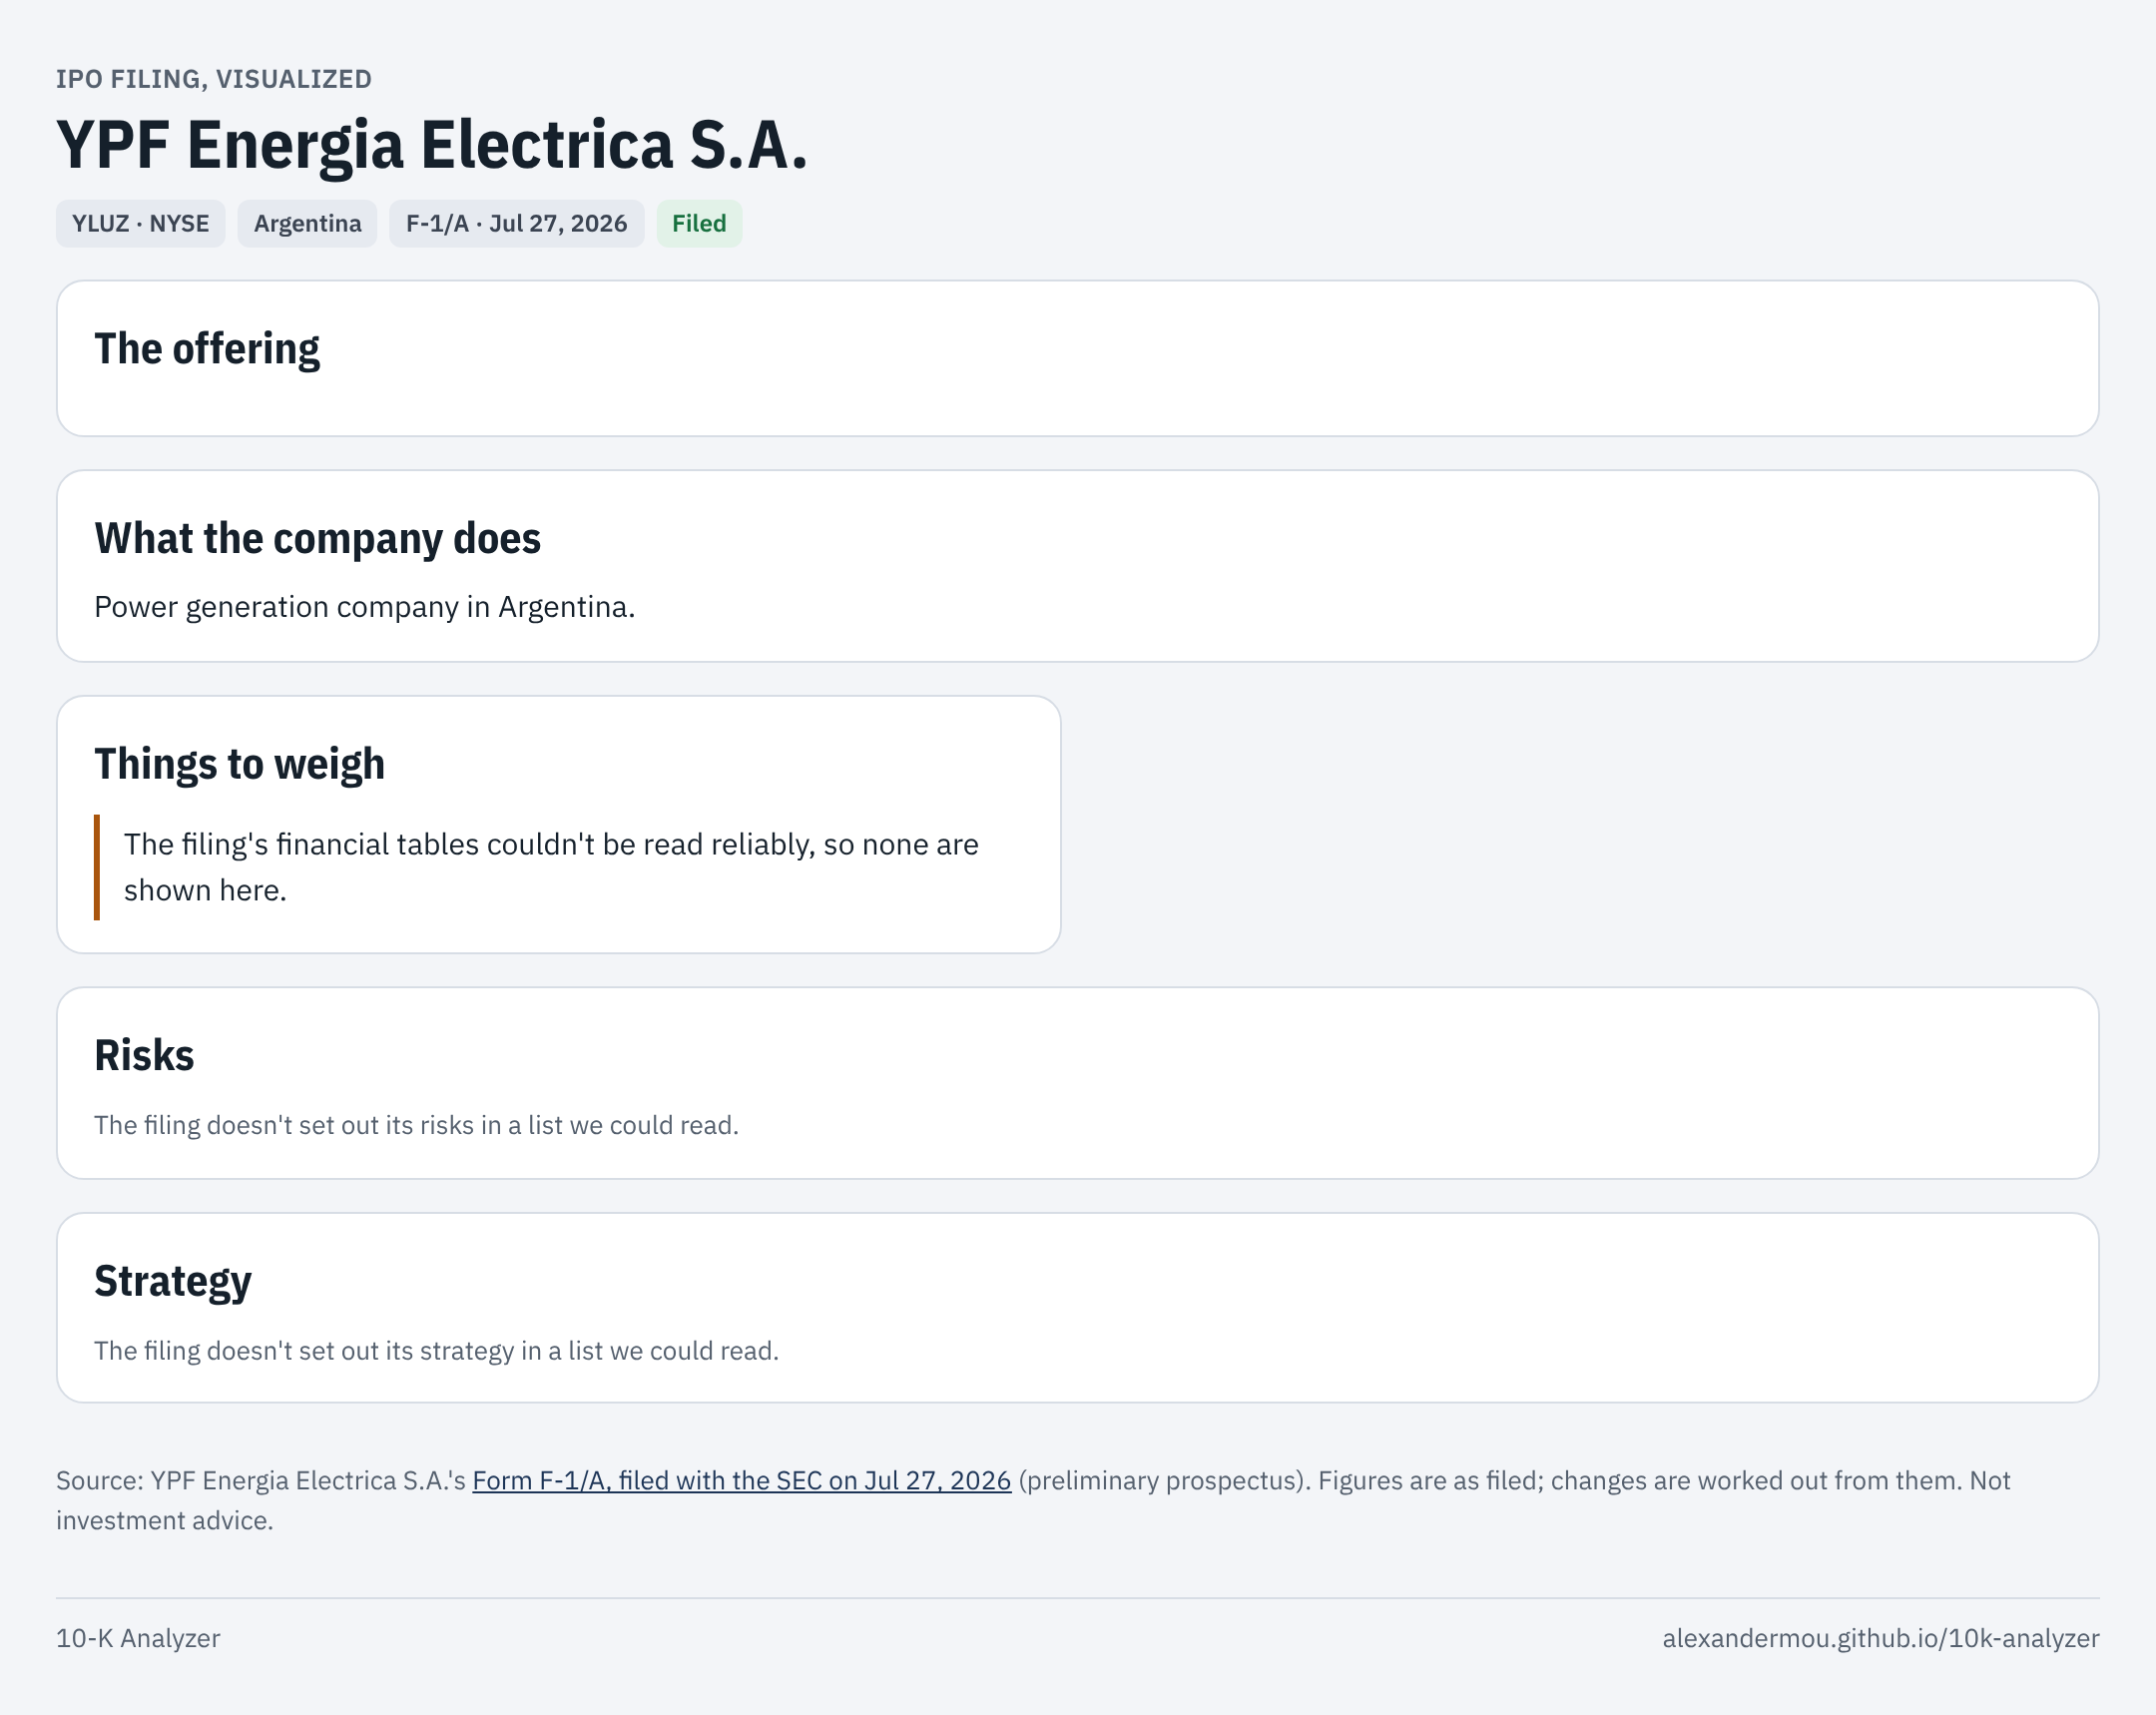 IPO FILING, VISUALIZED
YPF Energia Electrica S.A.
YLUZ · NYSE
Argentina
F-1/A · Jul 27, 2026
Filed
The offering
What the company does
Power generation company in Argentina.
Things to weigh
The filing's financial tables couldn't be read reliably, so none are
shown here.
Risks
The filing doesn't set out its risks in a list we could read.
Strategy
The filing doesn't set out its strategy in a list we could read.
Source: YPF Energia Electrica S.A.'s Form F-1/A, filed with the SEC on Jul 27, 2026 (preliminary prospectus). Figures are as filed; changes are worked out from them. Not
investment advice.
10-K Analyzer
alexandermou.github.io/10k-analyzer